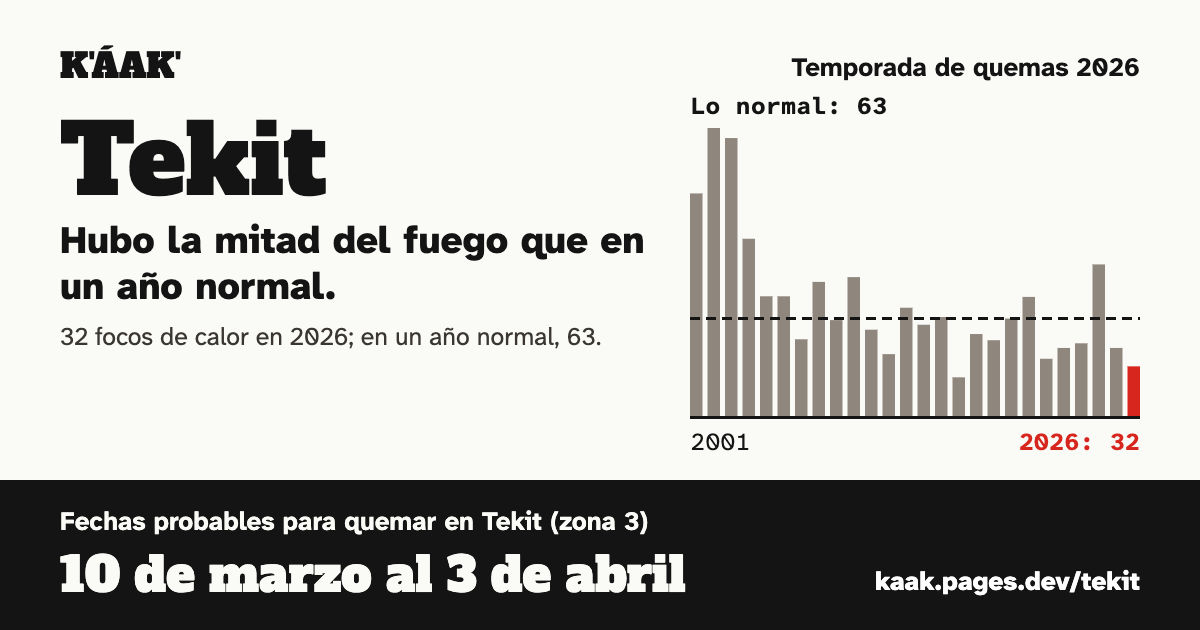 K'ÁAK'
Tekit
Hubo la mitad del fuego que en
un año normal.
32 focos de calor en 2026; en un año normal, 63.
Temporada de quemas 2026
Lo normal: 63
2001
2026: 32
Fechas probables para quemar en Tekit (zona 3)
10 de marzo al 3 de abril
kaak.pages.dev/tekit